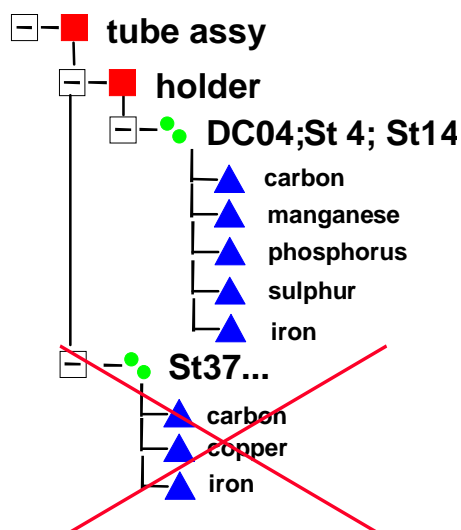 tube assy
holder
DC04;St 4; St14
carbon
manganese
phosphorus
sulphur
iron
St37...
carbon
copper
iron